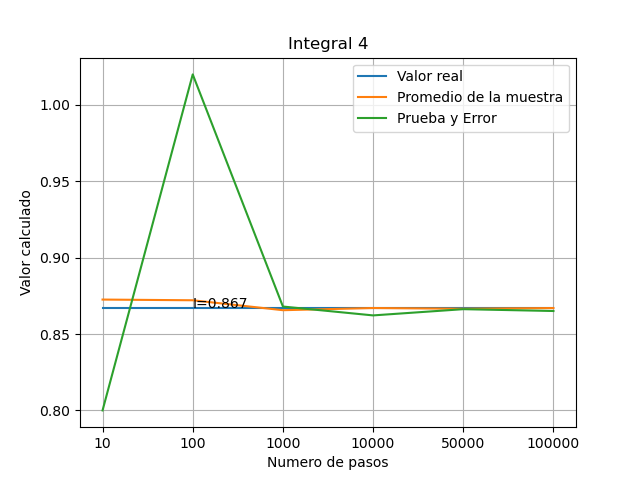 Integral 4
Valor real
Promedio de la muestra
Prueba y Error
Valor calculado
1.00
0.95
0.90
0.85
0.80
I=0.867
10 100 1000 10000 50000 100000
Numero de pasos